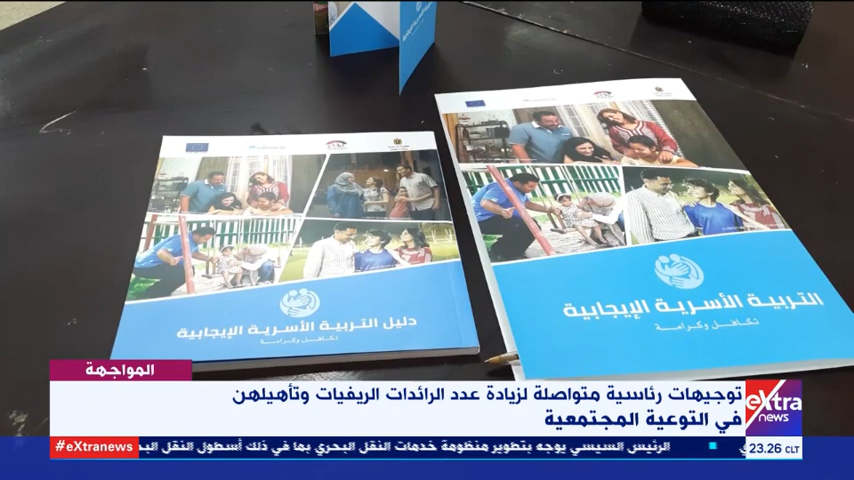 دليل التربية الأسرية الإيجابية
تكافل وكرامة
التربية الأسرية الإيجابية
تكافل وكرامة
المواجهة
توجيهات رئاسية متواصلة لزيادة عدد الرائدات الريفيات وتأهيلهن
في التوعية المجتمعية
eXtra
news
23.26 CLT
#eXtranews
الرئيس السيسي يوجه بتطوير منظومة خدمات النقل البحري بما في ذلك أسطول النقل